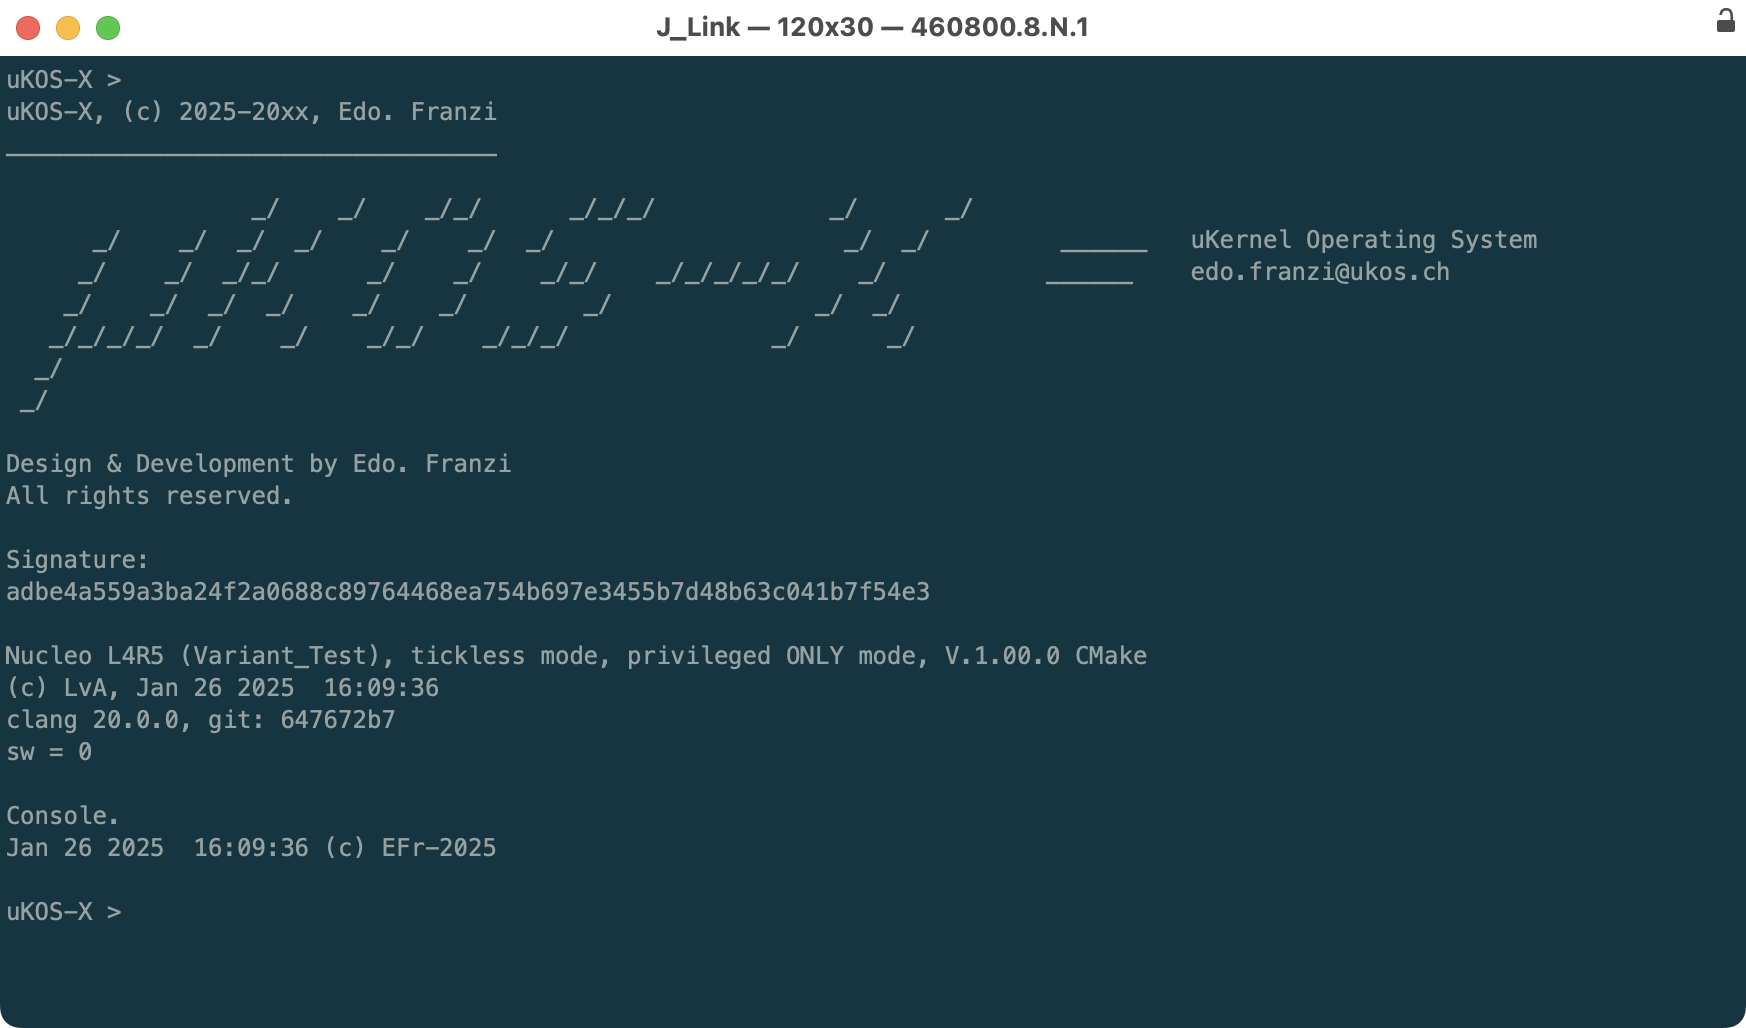 J_Link — 120x30 — 460800.8.N.1
uKOS-X >
uKOS-X, (c) 2025-20xx, Edo. Franzi
__________________________________
                 _/    _/    _/_/      _/_/_/            _/      _/
      _/    _/  _/  _/    _/    _/  _/                    _/  _/         ______   uKernel Operating System
     _/    _/  _/_/      _/    _/    _/_/    _/_/_/_/_/    _/           ______    edo.franzi@ukos.ch
    _/    _/  _/  _/    _/    _/        _/              _/  _/
   _/_/_/_/  _/    _/    _/_/    _/_/_/              _/      _/
  _/
 _/
Design & Development by Edo. Franzi
All rights reserved.
Signature:
adbe4a559a3ba24f2a0688c89764468ea754b697e3455b7d48b63c041b7f54e3
Nucleo L4R5 (Variant_Test), tickless mode, privileged ONLY mode, V.1.00.0 CMake
(c) LvA, Jan 26 2025  16:09:36
clang 20.0.0, git: 647672b7
sw = 0
Console.
Jan 26 2025  16:09:36 (c) EFr-2025
uKOS-X >